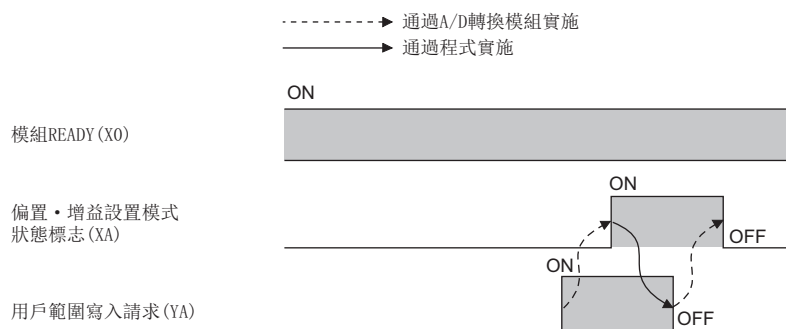 通過A/D轉換模組實施
通過程式實施
ON
模組READY(X0)
ON
偏置・增益設置模式
狀態標志(XA)
OFF
ON
用戶範圍寫入請求(YA)
OFF